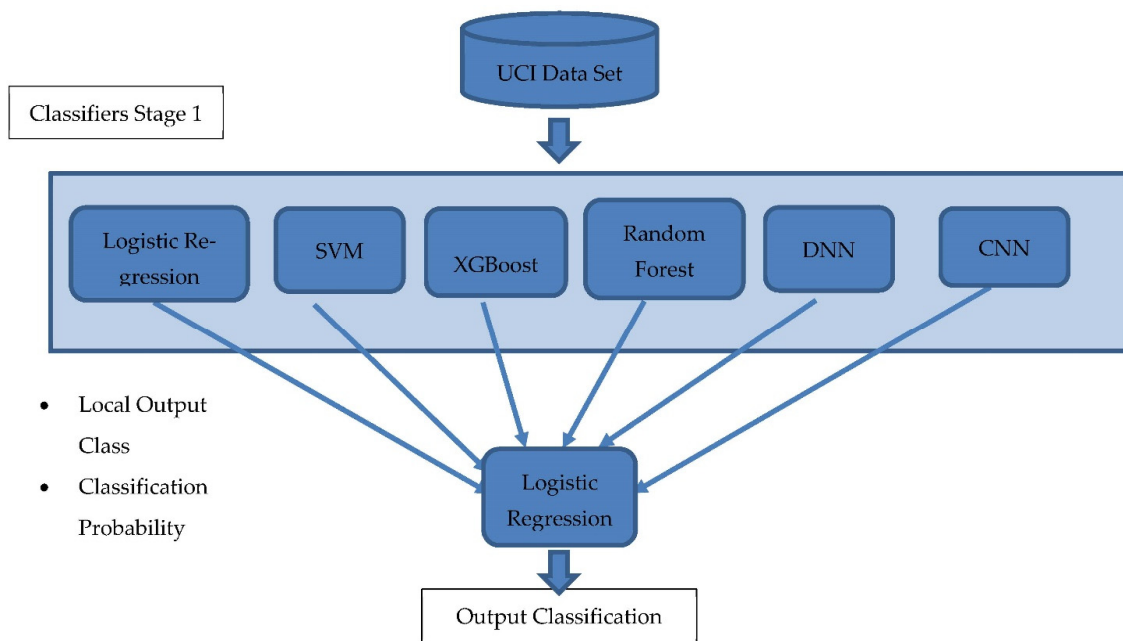 UCI Data Set
Classifiers Stage 1
Logistic Re-
gression
SVM
XGBoost
Random
Forest
DNN
CNN
• Local Output
Class
• Classification
Probability
Logistic
Regression
Output Classification